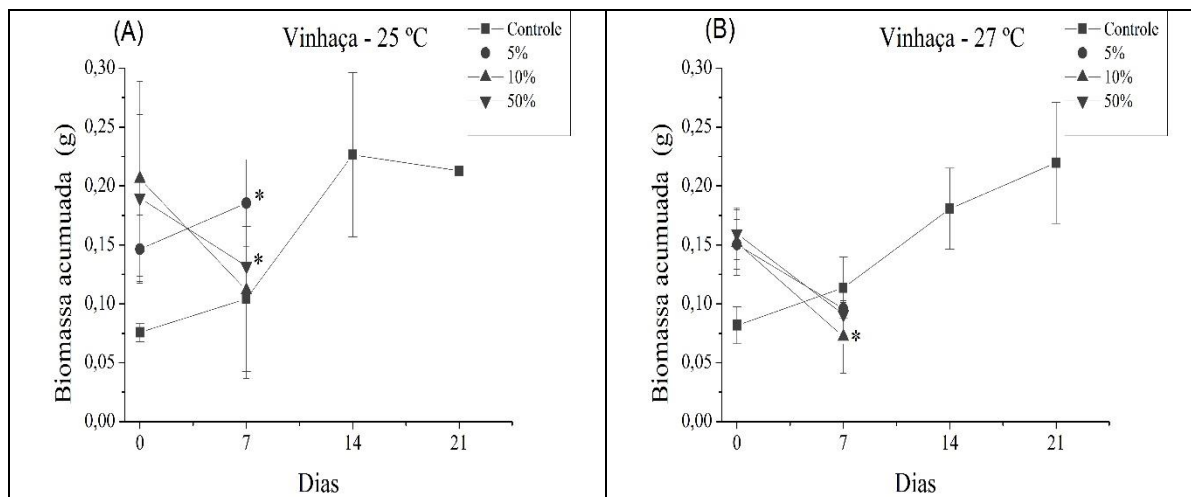 (A)
Vinhaça - 25 ºC
Controle
5%
10%
50%
Biomassa acumuada (g)
0,30
0,25
0,20
0,15
0,10
0,05
0,00
*
*
0 7 14 21
Dias
(B)
Vinhaça - 27 ºC
Controle
5%
10%
50%
Biomassa acumuada (g)
0,30
0,25
0,20
0,15
0,10
0,05
0,00
*
0 7 14 21
Dias